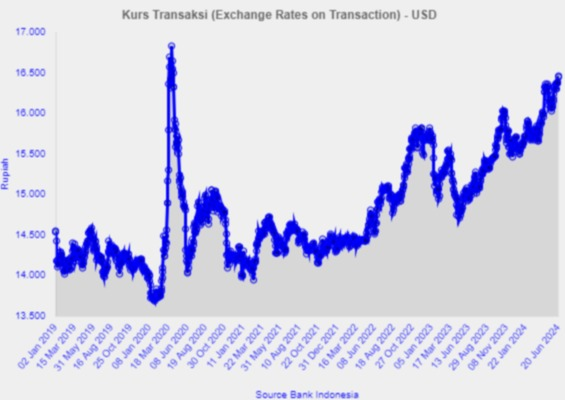 Kurs Transaksi (Exchange Rates on Transaction) - USD
17.000
16.500
16.000
15.500
15.000
14.500
14.000
13.500
Rupiah
02 Jan 2019
15 Mar 2019
31 May 2019
16 Aug 2019
25 Oct 2019
08 Jan 2020
18 Mar 2020
08 Jun 2020
19 Aug 2020
30 Oct 2020
11 Jan 2021
22 Mar 2021
31 May 2021
10 Aug 2021
22 Oct 2021
31 Dec 2021
16 Mar 2022
08 Jun 2022
18 Aug 2022
27 Oct 2022
05 Jan 2023
17 Mar 2023
13 Jun 2023
29 Aug 2023
08 Nov 2023
22 Jan 2024
20 Jun 2024
Source Bank Indonesia